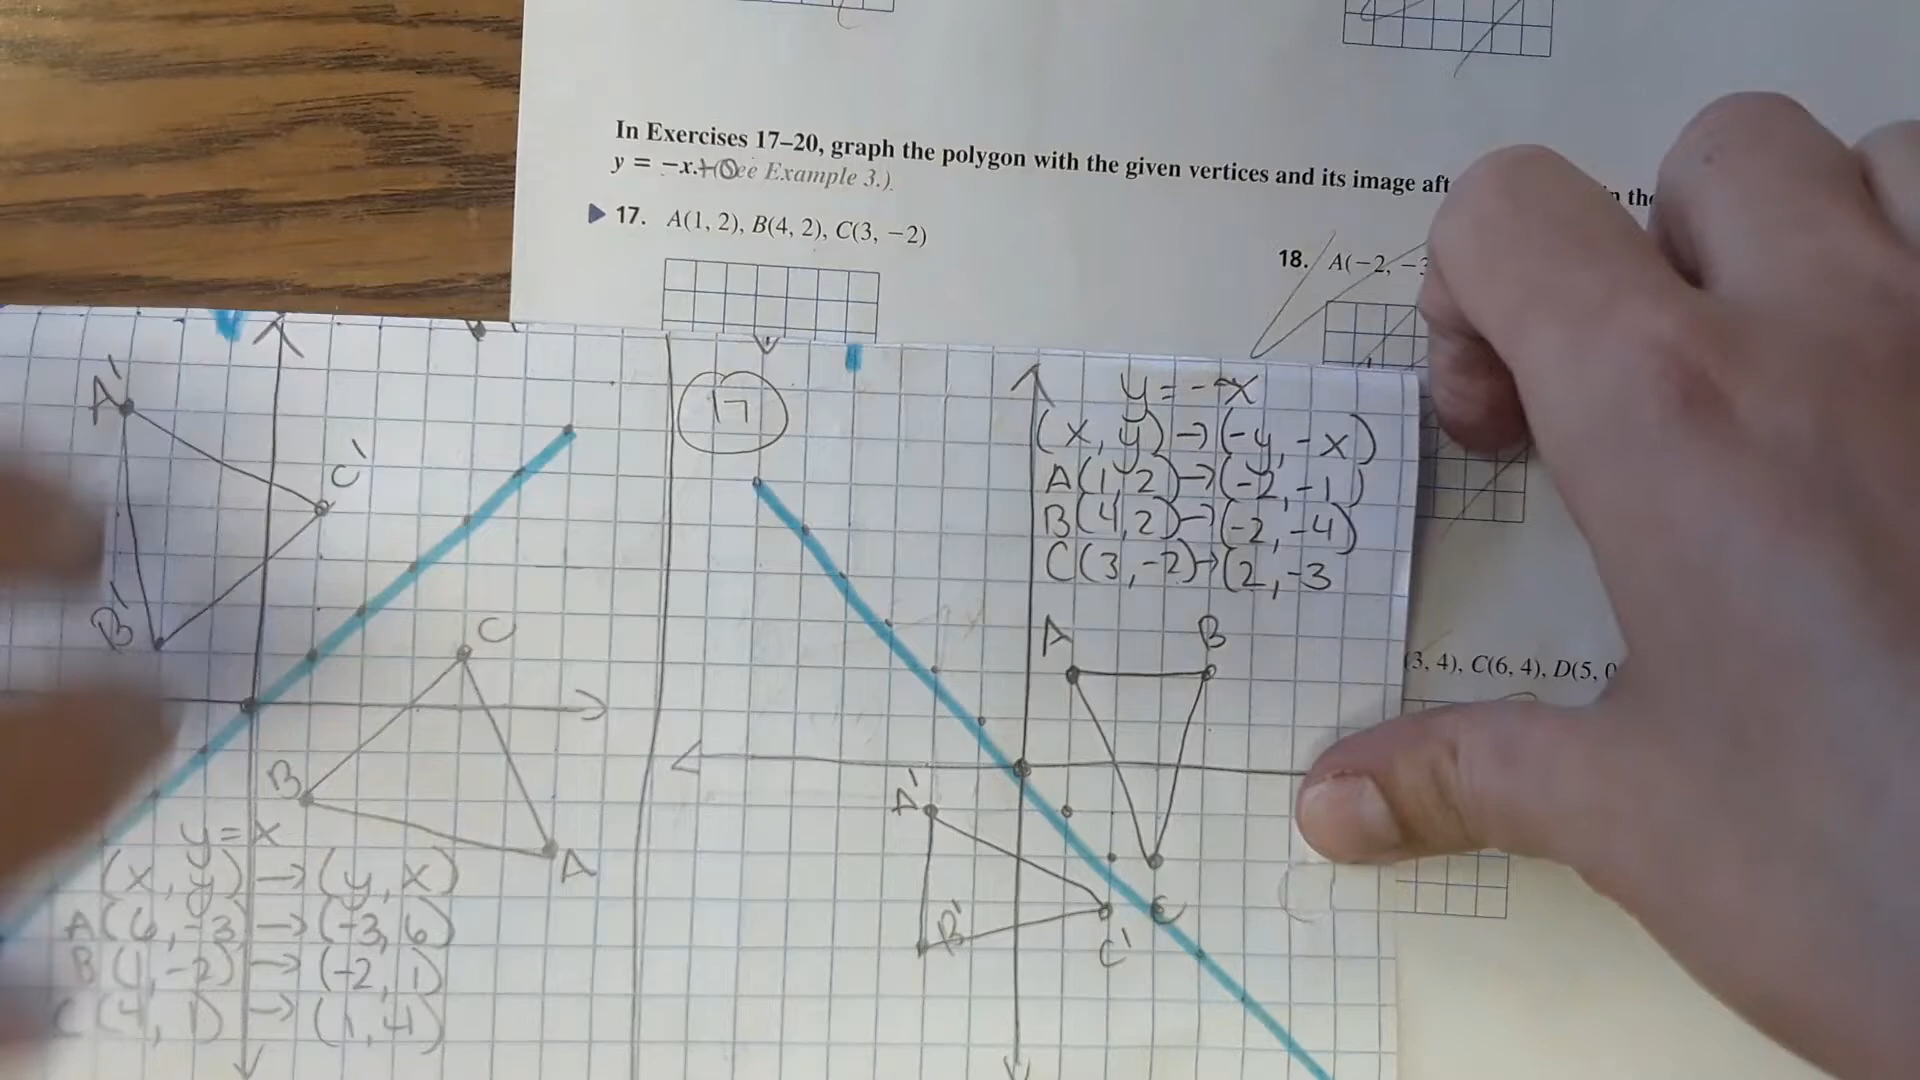 In Exercises 17–20, graph the polygon with the given vertices and its image aft
y = −x.+0 See Example 3.)
17. A(1, 2), B(4, 2), C(3, −2)
18. A(−2, −3
A'
C'
B'
C
B
A
y = x
(x, y) → (y, x)
A(6, -3) → (-3, 6)
B(1, -2) → (-2, 1)
C(4, 1) → (1, 4)
17
y = -x
(x, y) → (-y, -x)
A(1, 2) → (-2, -1)
B(4, 2) → (-2, -4)
C(3, -2) → (2, -3
A
B
A'
B'
C'
C
(3, 4), C(6, 4), D(5, 0